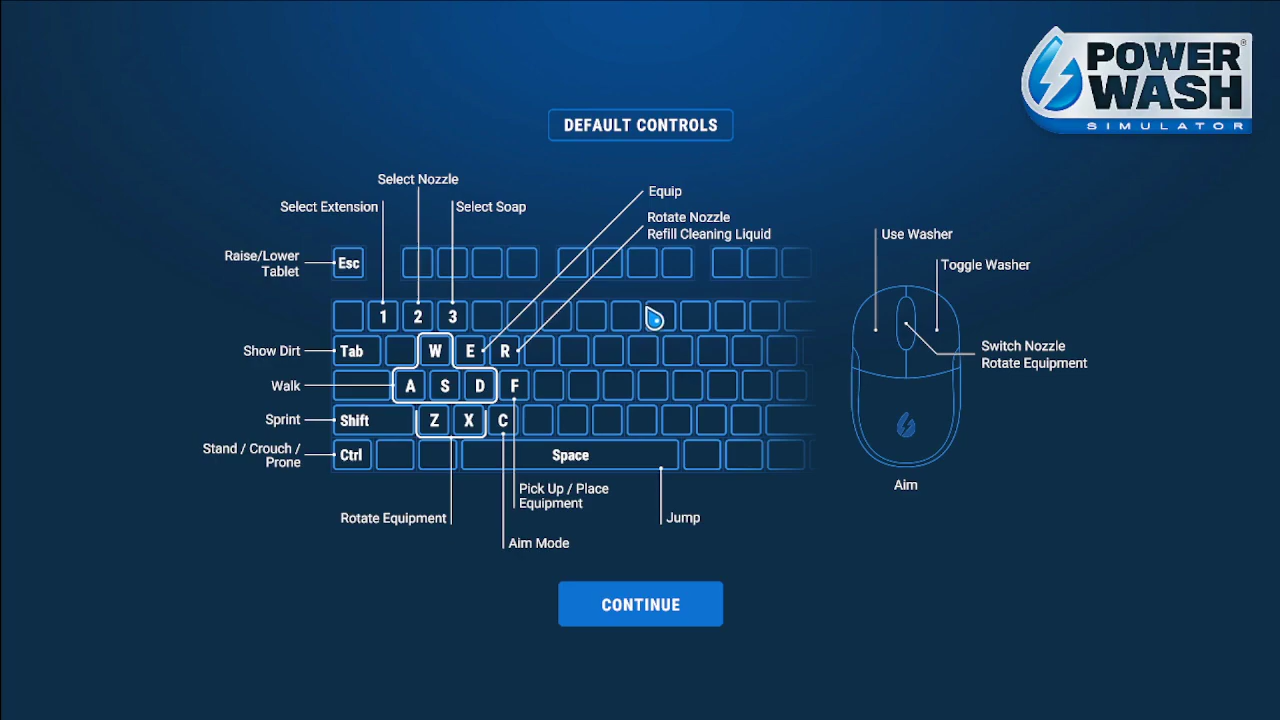 POWER
WASH
SIMULATOR
DEFAULT CONTROLS
Select Nozzle
Select Extension
Select Soap
Equip
Rotate Nozzle
Refill Cleaning Liquid
Use Washer
Toggle Washer
Raise/Lower
Tablet
Esc
1 2 3
Show Dirt
Tab W E R
Switch Nozzle
Rotate Equipment
Walk
A S D F
Sprint
Shift Z X C
Stand / Crouch /
Prone
Ctrl Space
Aim
Pick Up / Place
Equipment
Rotate Equipment
Jump
Aim Mode
CONTINUE